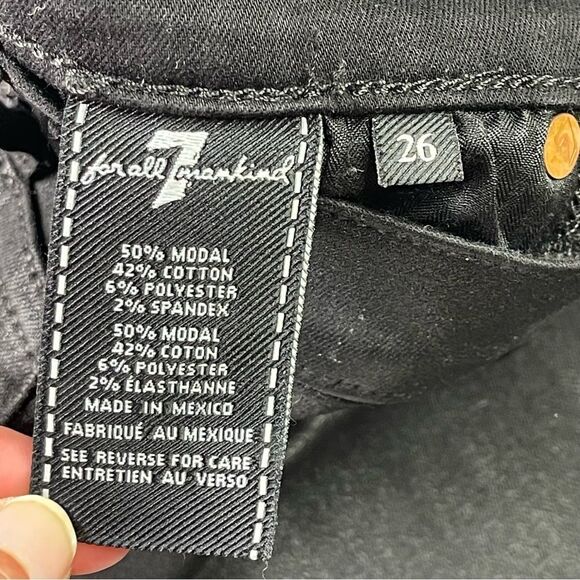 7
for all mankind
26
50% MODAL
42% COTTON
6% POLYESTER
2% SPANDEX
50% MODAL
42% COTON
6% POLYESTER
2% ELASTHANNE
MADE IN MEXICO
FABRIQUÉ AU MEXIQUE
SEE REVERSE FOR CARE
ENTRETIEN AU VERSO